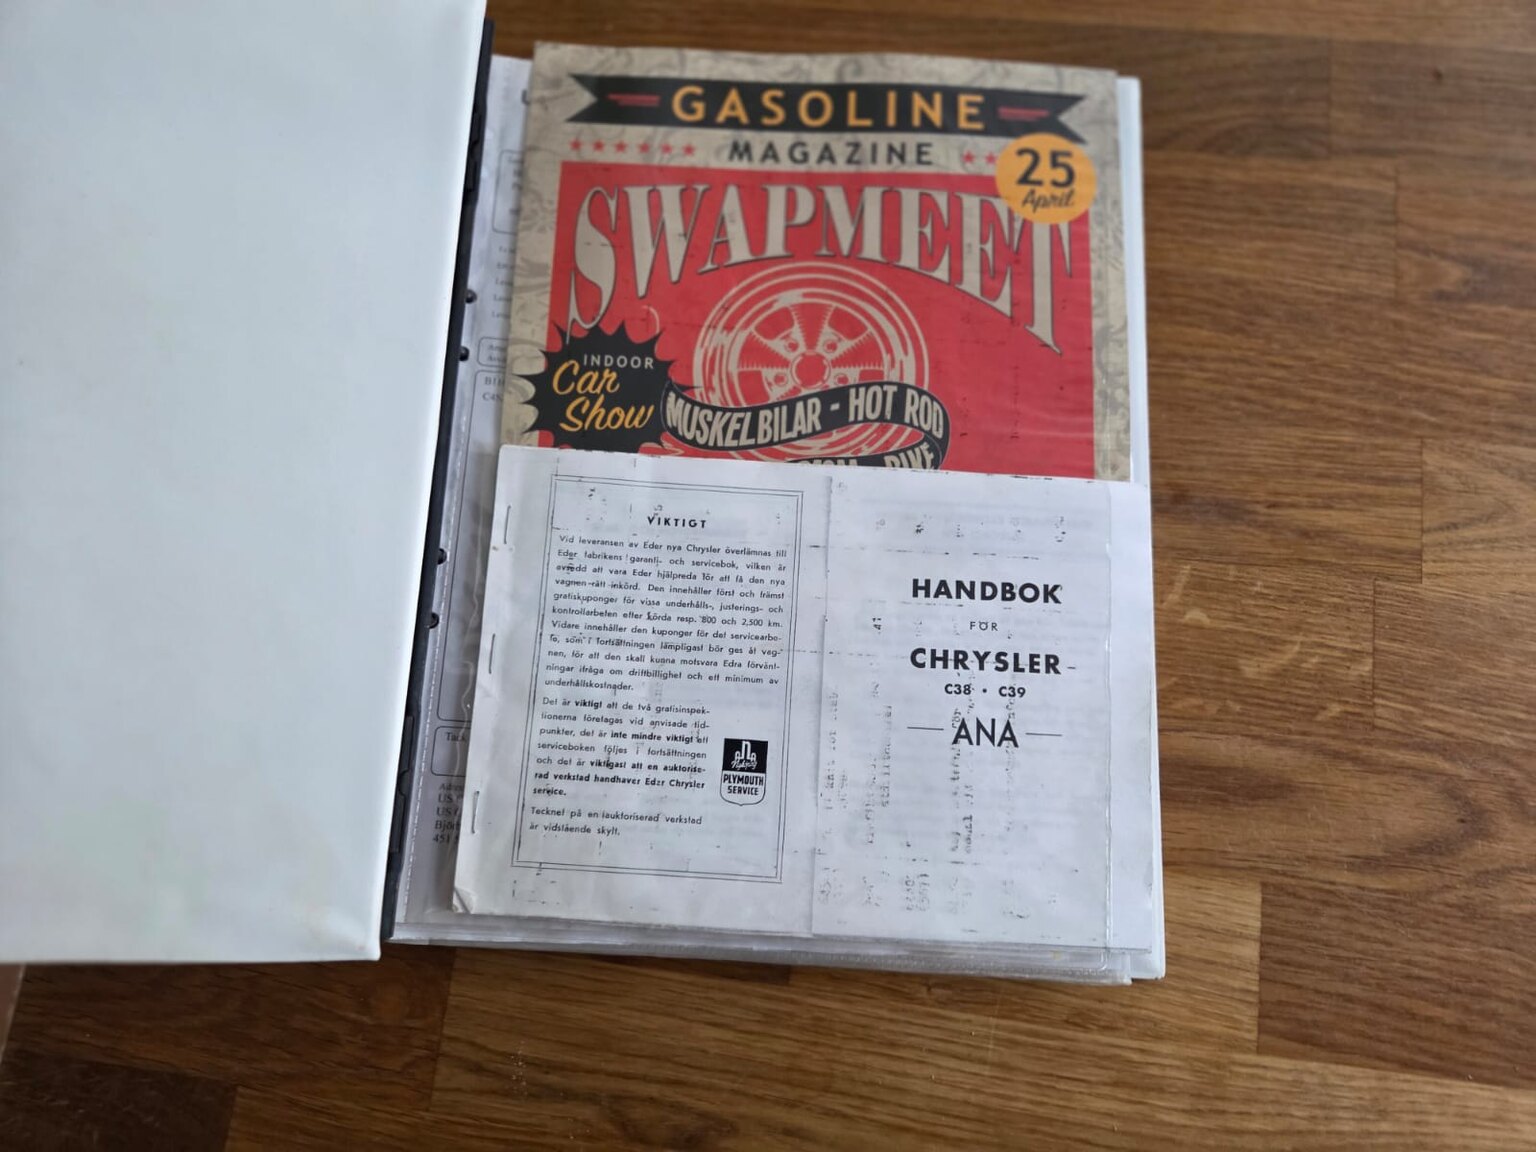 GASOLINE
MAGAZINE
25
April
SWAPMEET
INDOOR
Car
Show
MUSKELBILAR - HOT ROD
VIKTIGT
Vid leveransen av Eder nya Chrysler överlämnas till
Eder fabrikens garanti- och servicebok, vilken är
avsedd att vara Eder hjälpreda för att få den nya
vagnen rätt inkörd. Den innehåller först och främst
gratiskuponger för vissa underhålls-, justerings- och
kontrollarbeten efter körda resp. 800 och 2,500 km.
Vidare innehåller den kuponger för det servicearbe-
te, som i fortsättningen lämpligast bör ges åt vag-
nen, för att den skall kunna motsvara Edra förvänt-
ningar ifråga om driftbillighet och ett minimum av
underhållskostnader.
Det är viktigt att de två gratisinspek-
tionerna företagas vid anvisade tid-
punkter, det är inte mindre viktigt att
serviceboken följes i fortsättningen
och det är viktigast att en auktorise-
rad verkstad handhaver Eder Chrysler
service.
Tecknet på en auktoriserad verkstad
är vidstående skylt.
ANA
PLYMOUTH
SERVICE
HANDBOK
FÖR
CHRYSLER
C38 • C39
ANA
Tack
US
US
451